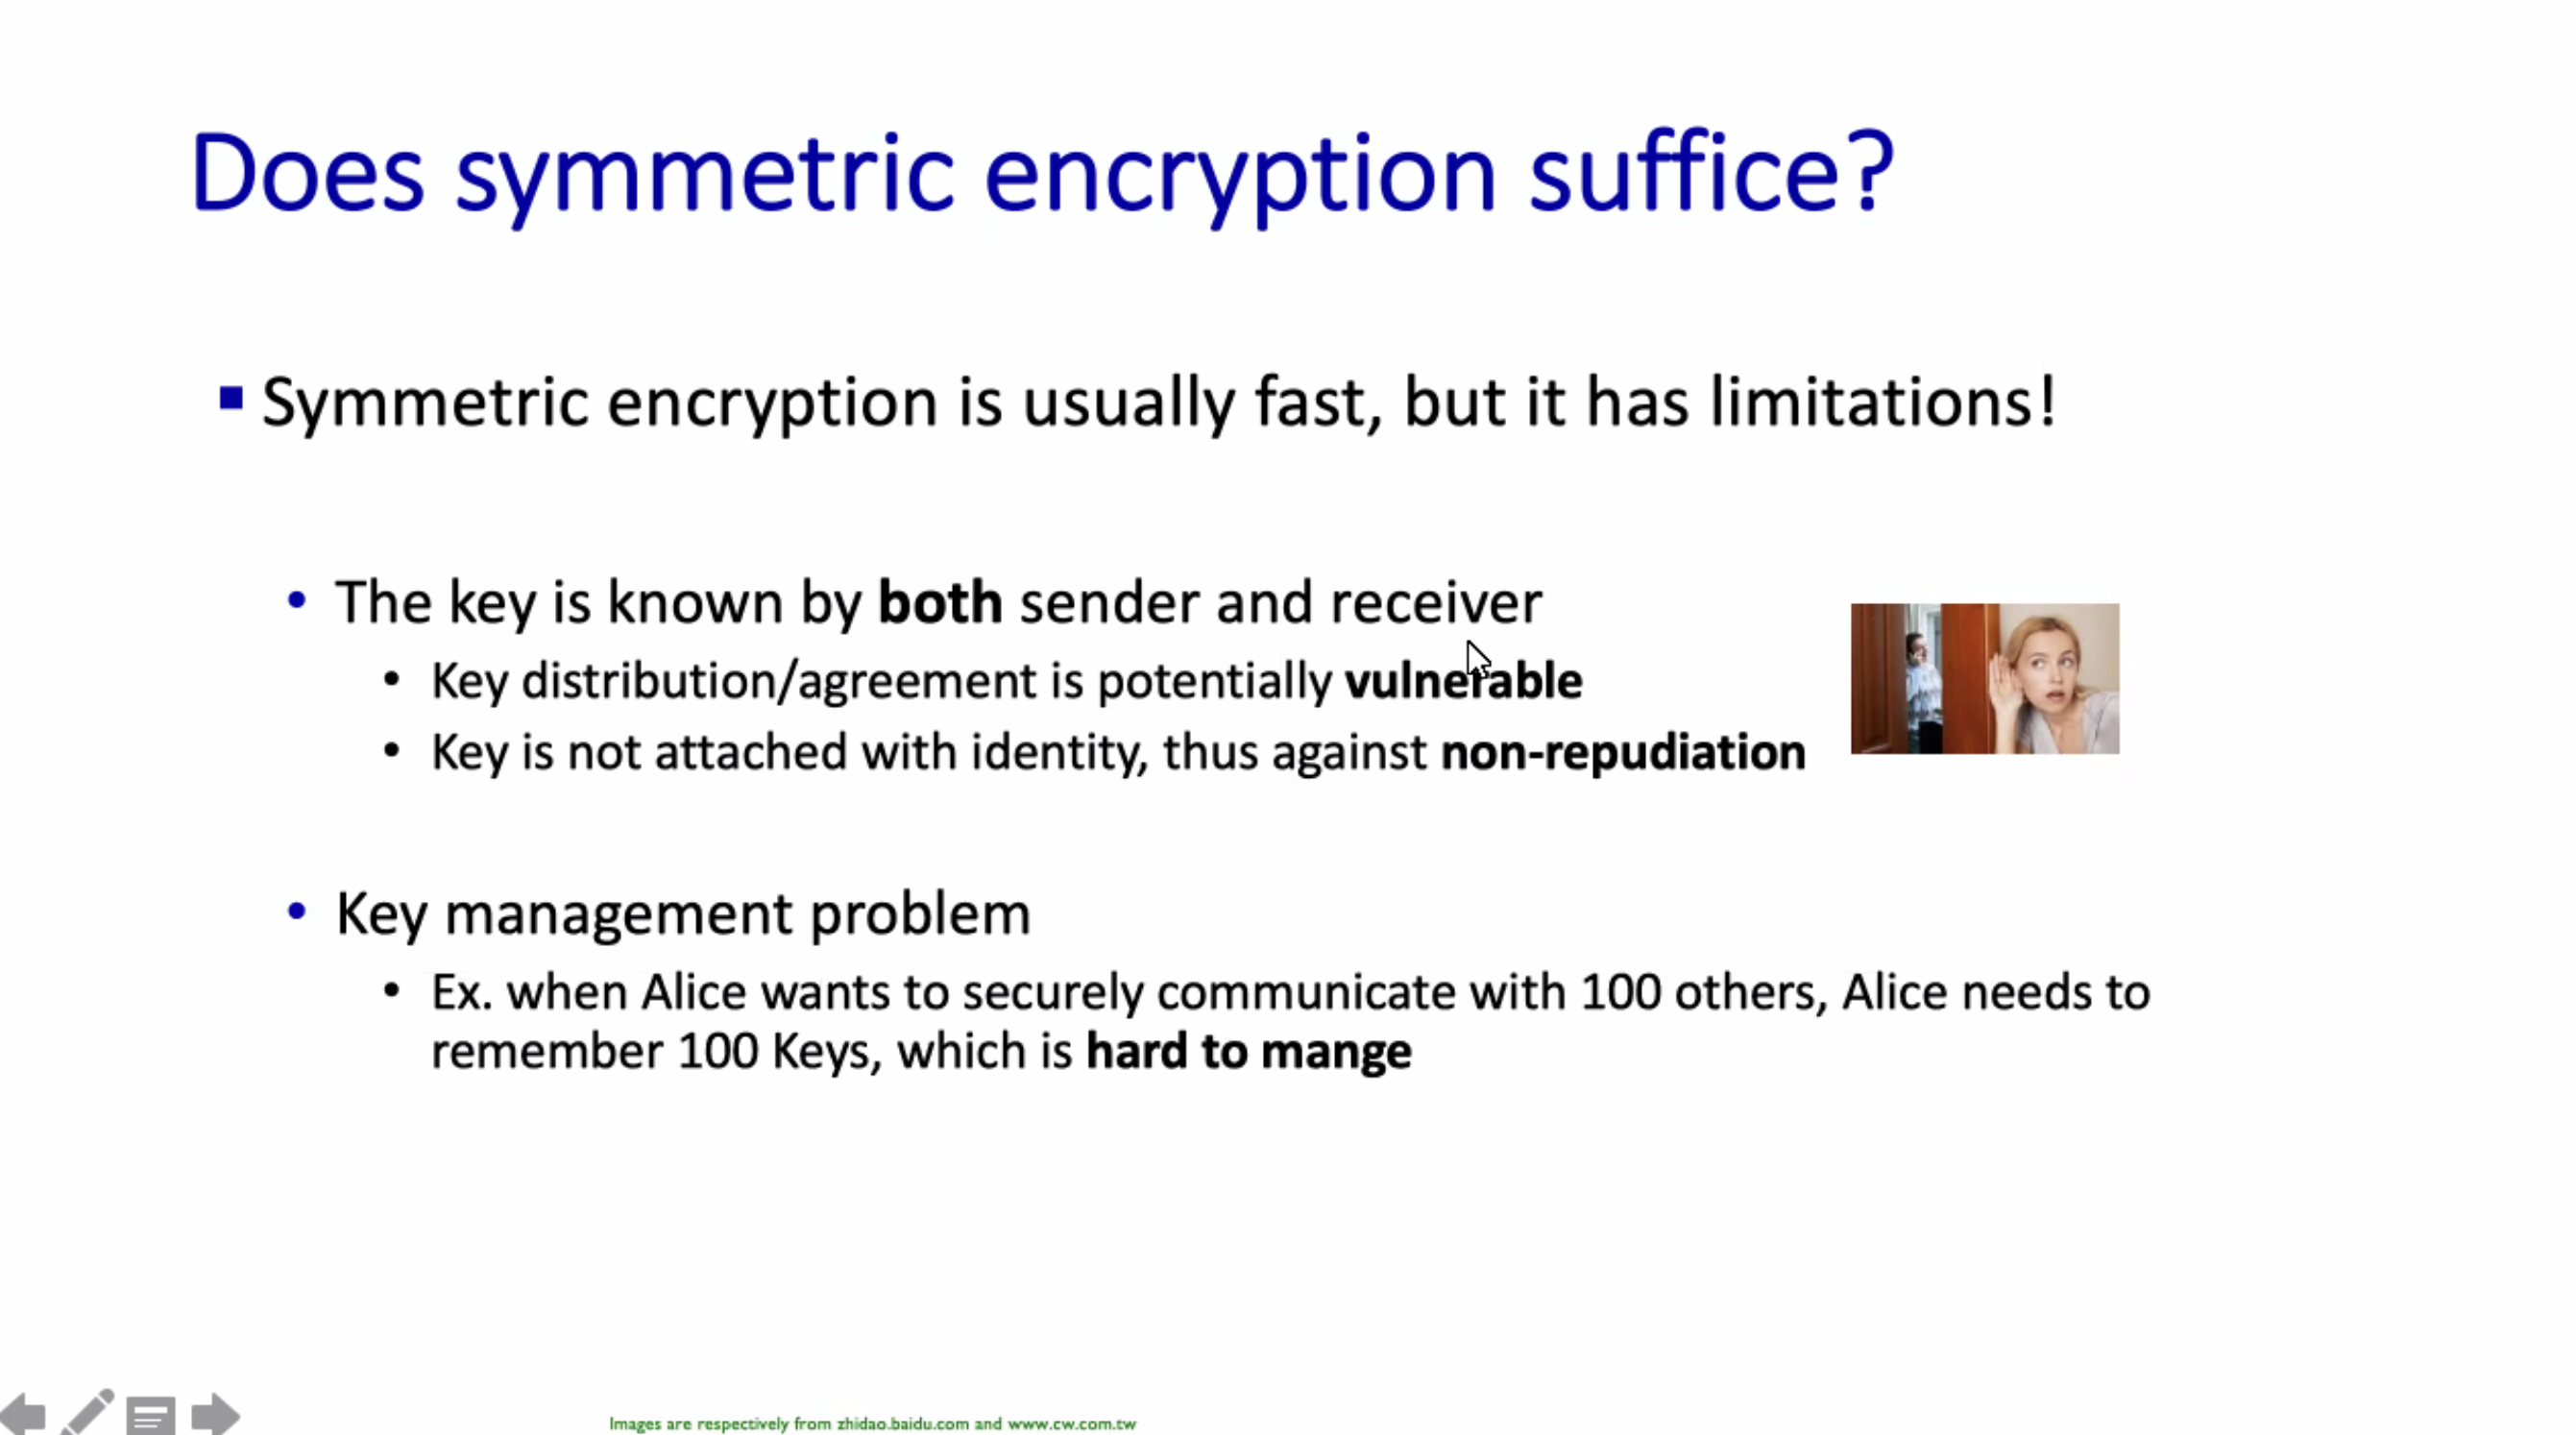 Does symmetric encryption suffice?
Symmetric encryption is usually fast, but it has limitations!
The key is known by both sender and receiver
Key distribution/agreement is potentially vulnerable
Key is not attached with identity, thus against non-repudiation
Key management problem
Ex. when Alice wants to securely communicate with 100 others, Alice needs to
remember 100 Keys, which is hard to mange
Images are respectively from zhidao.baidu.com and www.cw.com.tw